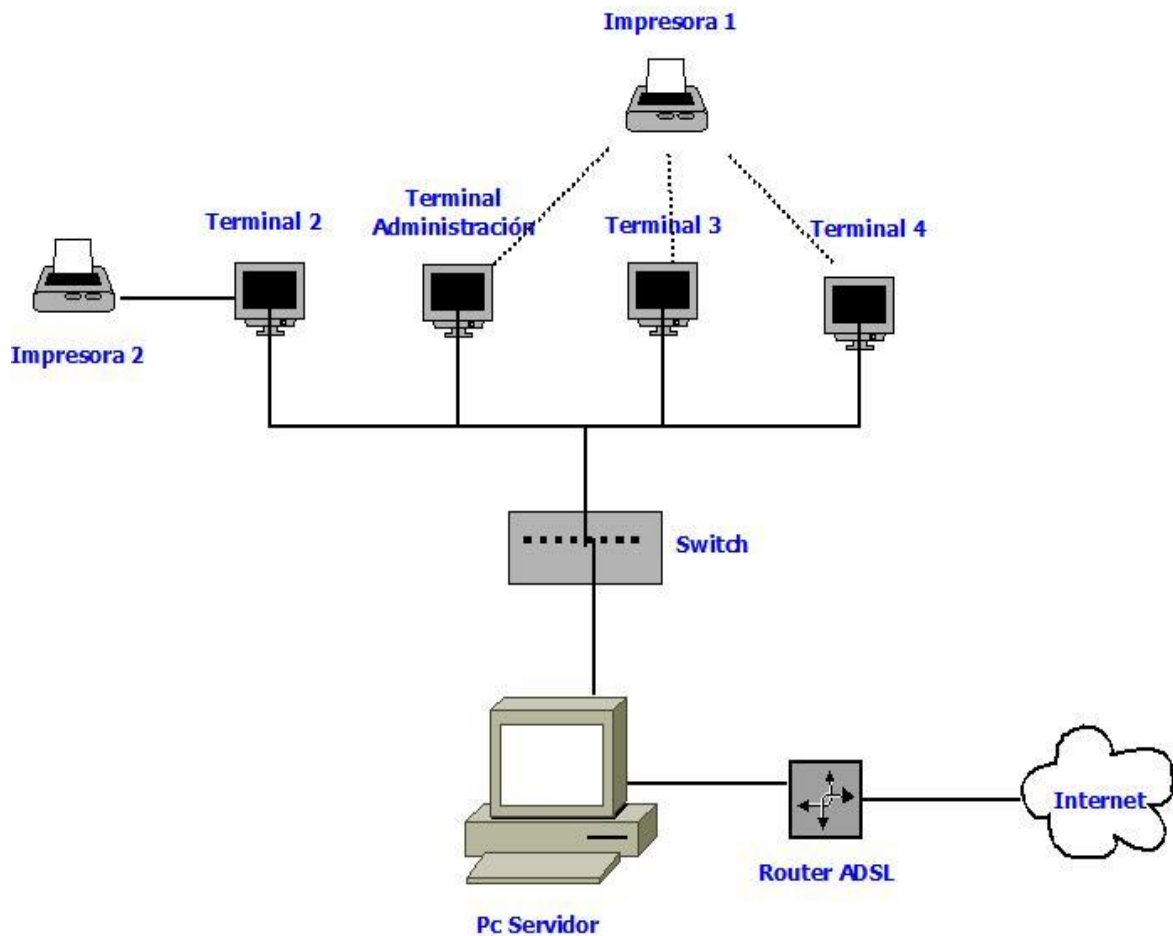 Impresora 1
Terminal
Administración
Terminal 2
Terminal 3
Terminal 4
Impresora 2
Switch
Internet
Router ADSL
Pc Servidor